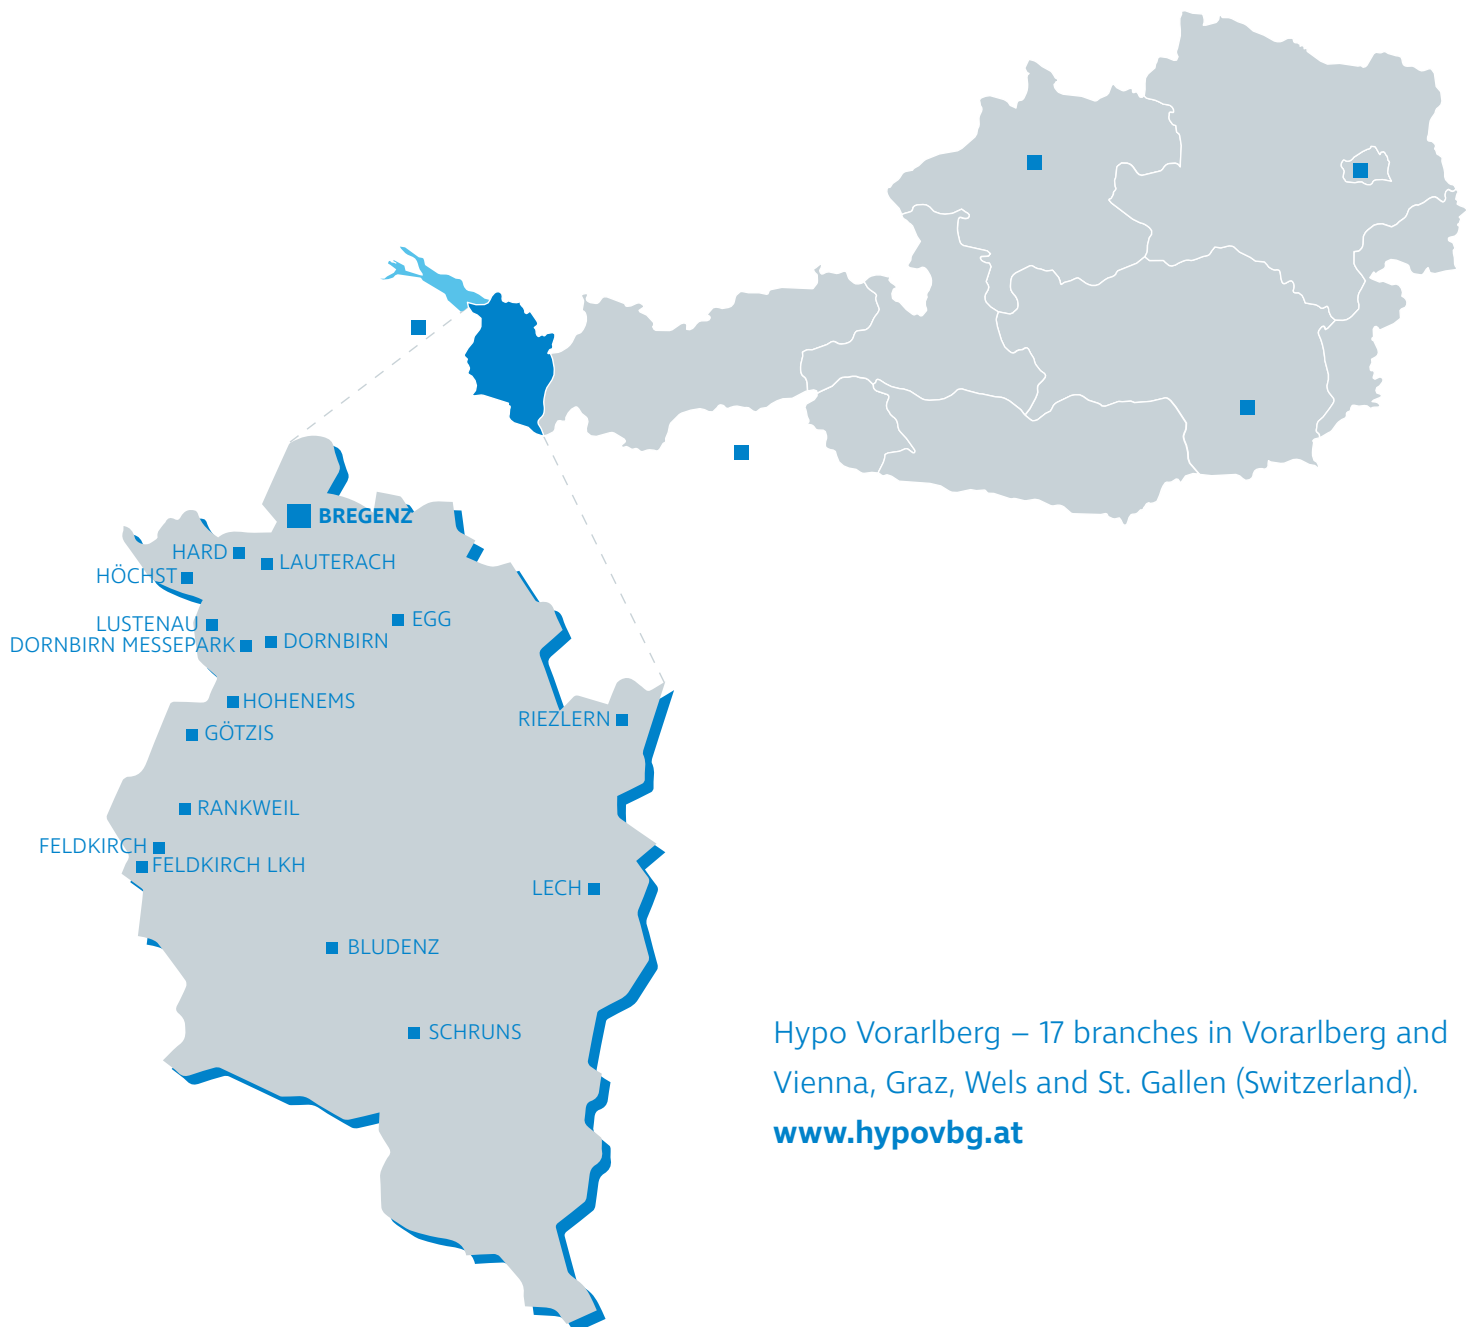 BREGENZ
HARD
LAUTERACH
HÖCHST
EGG
LUSTENAU
DORNBIRN
DORNBIRN MESSEPARK
HOHENEMS
RIEZLERN
GÖTZIS
RANKWEIL
FELDKIRCH
FELDKIRCH LKH
LECH
BLUDENZ
SCHRUNS
Hypo Vorarlberg – 17 branches in Vorarlberg and
Vienna, Graz, Wels and St. Gallen (Switzerland).
www.hypovbg.at